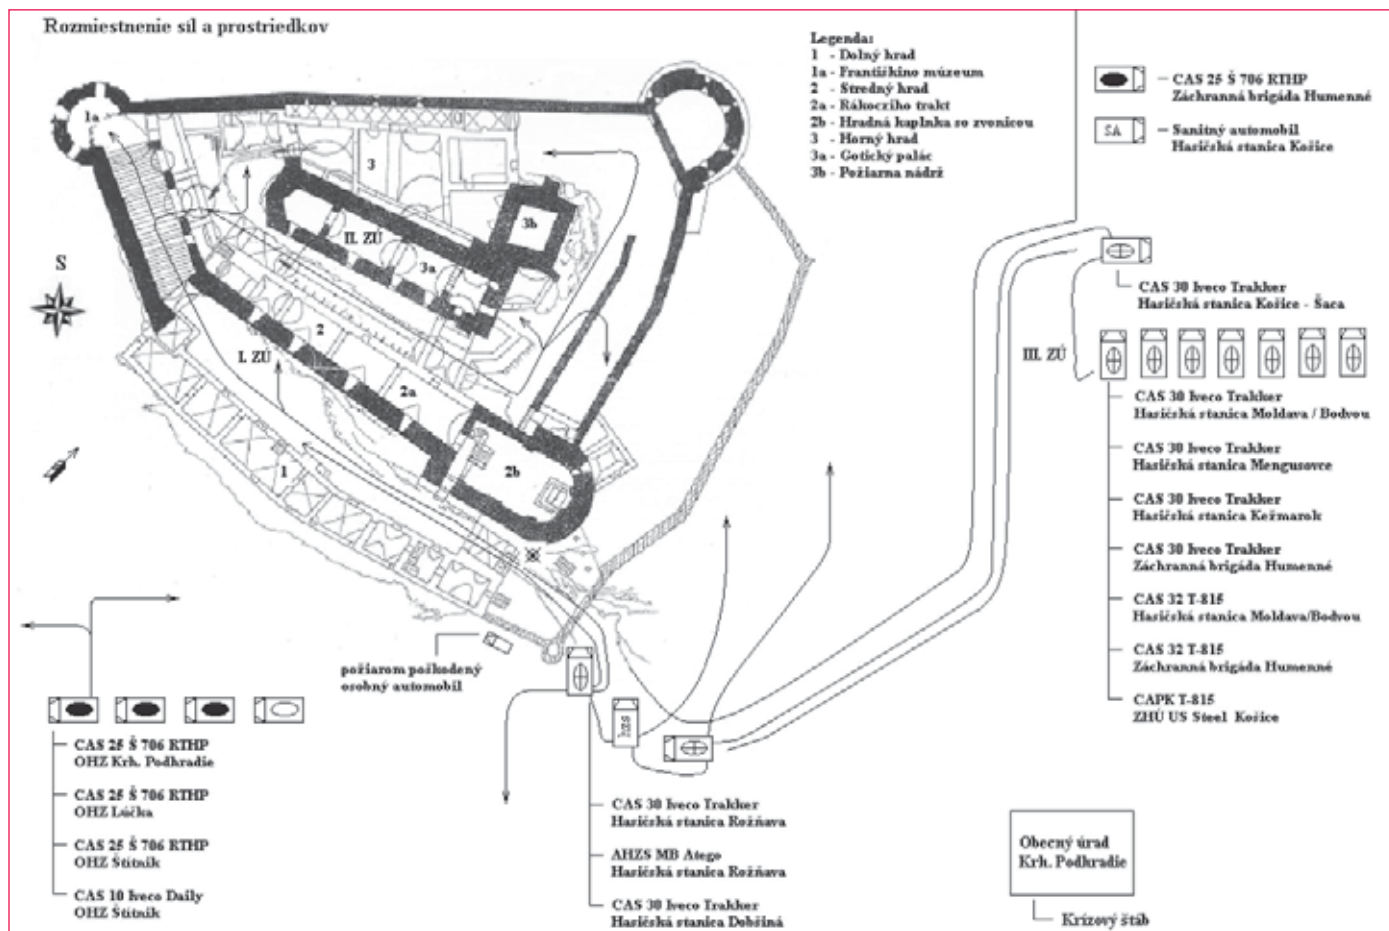 Rozmiestnenie síl a prostriedkov
Legenda:
1 - Dolný hrad
1a - Františkino múzeum
2 - Stredný hrad
2a - Rákocziho trakt
2b - Hradná kaplnka so zvonicou
3 - Horný hrad
3a - Gotický palác
3b - Požiarna nádrž
CAS 25 Š 706 RTHP
Záchranná brigáda Humenné
SA
Sanitný automobil
Hasičská stanica Košice
1a
3
3b
II. ZÚ
3a
S
2
I. ZÚ
2a
2b
1
CAS 30 Iveco Trakker
Hasičská stanica Košice - Šaca
III. ZÚ
CAS 30 Iveco Trakker
Hasičská stanica Moldava / Bodvou
CAS 30 Iveco Trakker
Hasičská stanica Mengusovce
CAS 30 Iveco Trakker
Hasičská stanica Kežmarok
CAS 30 Iveco Trakker
Záchranná brigáda Humenné
CAS 32 T-815
Hasičská stanica Moldava/Bodvou
CAS 32 T-815
Záchranná brigáda Humenné
CAPK T-815
ZHÚ US Steel Košice
požiarom poškodený
osobný automobil
hzs
CAS 25 Š 706 RTHP
OHZ Krh. Podhradie
CAS 25 Š 706 RTHP
OHZ Lúčka
CAS 25 Š 706 RTHP
OHZ Štítnik
CAS 10 Iveco Daily
OHZ Štítnik
CAS 30 Iveco Trakker
Hasičská stanica Rožňava
AHZS MB Atego
Hasičská stanica Rožňava
CAS 30 Iveco Trakker
Hasičská stanica Dobšiná
Obecný úrad
Krh. Podhradie
Krízový štáb